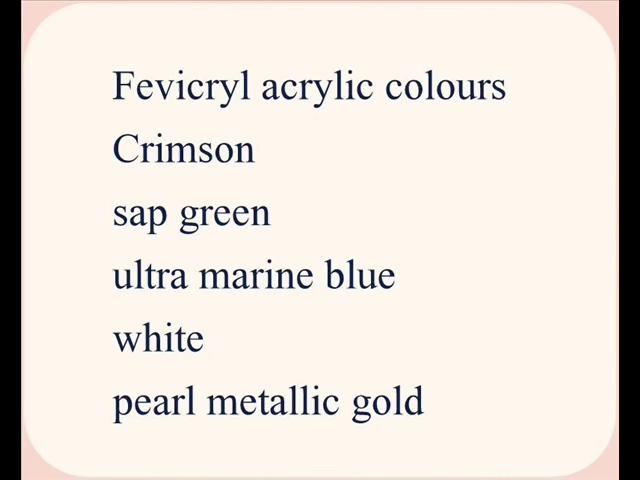 Fevicryl acrylic colours
Crimson
sap green
ultra marine blue
white
pearl metallic gold